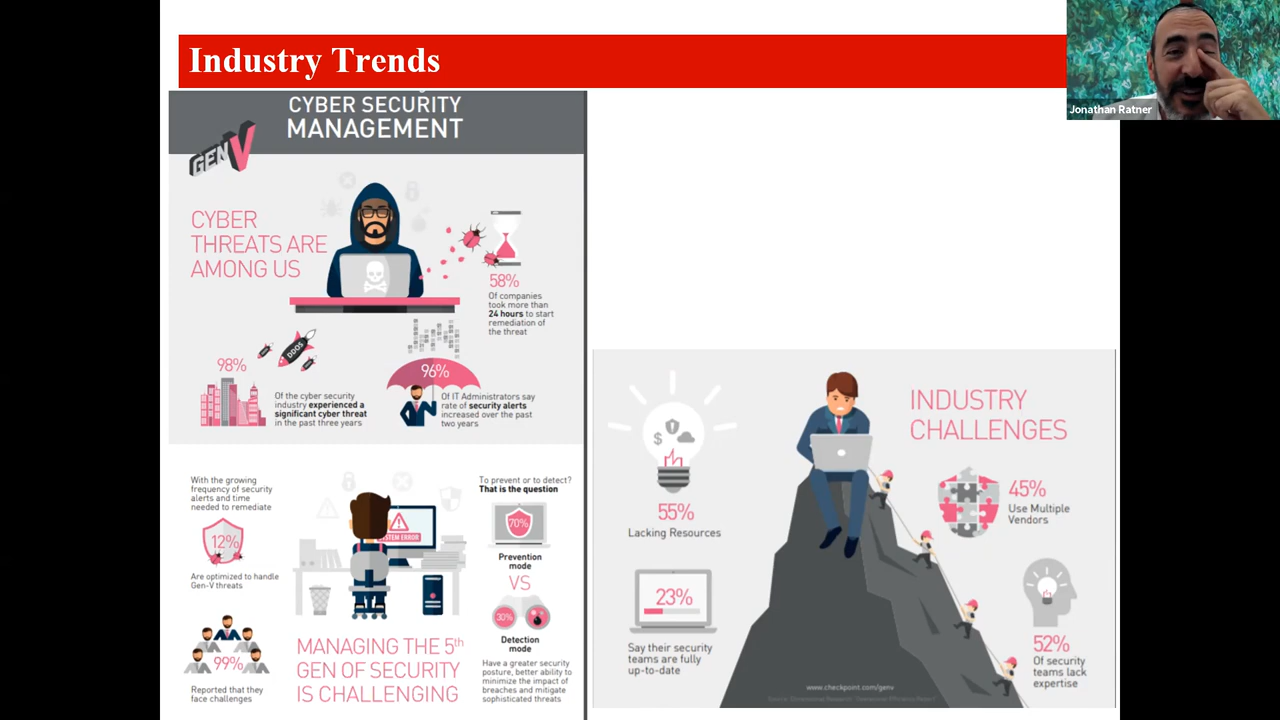 Industry Trends
Jonathan Ratner
CYBER SECURITY
MANAGEMENT
GEN V
CYBER
THREATS ARE
AMONG US
58%
Of companies
took more than
24 hours to start
remediation of
the threat
98%
DDOS
Of the cyber security
industry experienced a
significant cyber threat
in the past three years
96%
Of IT Administrators say
rate of security alerts
increased over the past
two years
With the growing
frequency of security
alerts and time
needed to remediate
12%
Are optimized to handle
Gen-V threats
99%
Reported that they
face challenges
SYSTEM ERROR
MANAGING THE 5th
GEN OF SECURITY
IS CHALLENGING
To prevent or to detect?
That is the question
70%
Prevention
mode
VS
30%
Detection
mode
Have a greater security
posture, better ability to
minimize the impact of
breaches and mitigate
sophisticated threats
INDUSTRY
CHALLENGES
$
55%
Lacking Resources
23%
Say their security
teams are fully
up-to-date
45%
Use Multiple
Vendors
52%
Of security
teams lack
expertise
www.checkpoint.com/genv